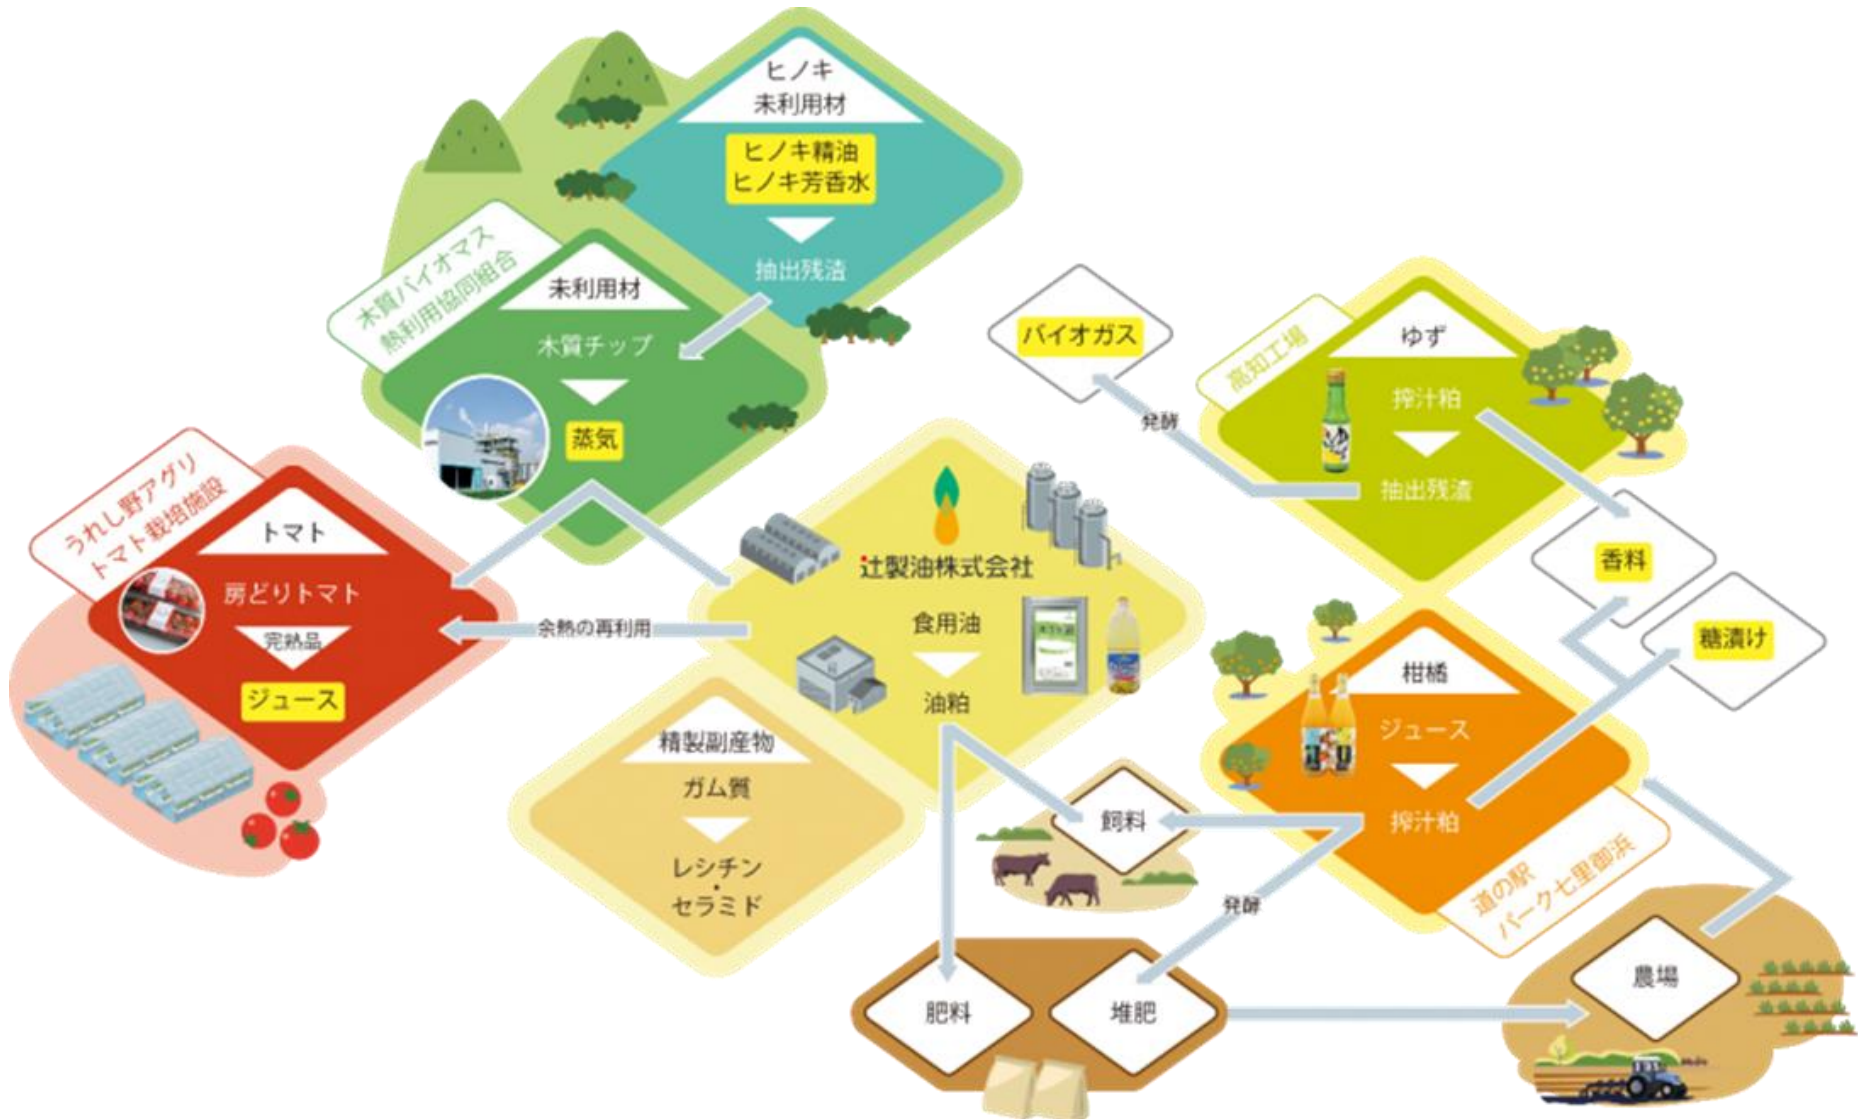 ヒノキ
未利用材
ヒノキ精油
ヒノキ芳香水
抽出残渣
木質バイオマス
熱利用協同組合
未利用材
木質チップ
蒸気
うれし野アグリ
トマト栽培施設
トマト
房どりトマト
完熟品
ジュース
余熱の再利用
辻製油株式会社
食用油
油粕
精製副産物
ガム質
レシチン
・
セラミド
バイオガス
発酵
高知工場
ゆず
搾汁粕
抽出残渣
香料
糖漬け
柑橘
ジュース
搾汁粕
道の駅
パーク七里御浜
飼料
発酵
肥料
堆肥
農場